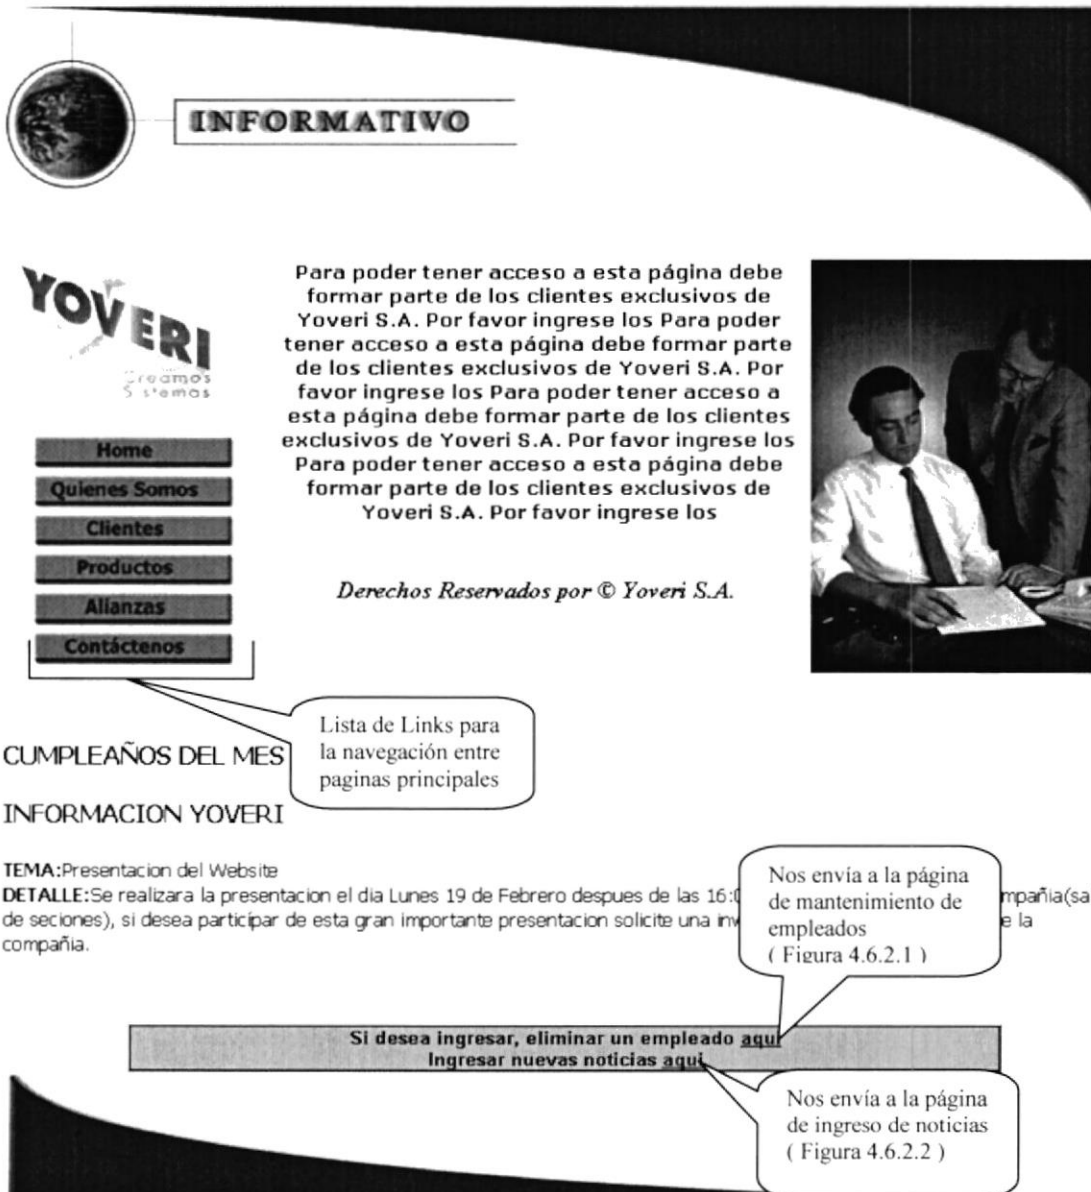 INFORMATIVO
YOVERI
Creamos
Sistemas
Home
Quienes Somos
Clientes
Productos
Alianzas
Contáctenos
Para poder tener acceso a esta página debe
formar parte de los clientes exclusivos de
Yoveri S.A. Por favor ingrese los Para poder
tener acceso a esta página debe formar parte
de los clientes exclusivos de Yoveri S.A. Por
favor ingrese los Para poder tener acceso a
esta página debe formar parte de los clientes
exclusivos de Yoveri S.A. Por favor ingrese los
Para poder tener acceso a esta página debe
formar parte de los clientes exclusivos de
Yoveri S.A. Por favor ingrese los
Derechos Reservados por © Yoveri S.A.
Lista de Links para
la navegación entre
paginas principales
CUMPLEAÑOS DEL MES
INFORMACION YOVERI
TEMA:Presentacion del Website
DETALLE:Se realizara la presentacion el dia Lunes 19 de Febrero despues de las
de seciones), si desea participar de esta gran importante presentacion solicite una e la
compañia.
Nos envía a la página
de mantenimiento de
empleados
( Figura 4.6.2.1 )
Si desea ingresar, eliminar un empleado aqui
Ingresar nuevas noticias aqui
Nos envía a la página
de ingreso de noticias
( Figura 4.6.2.2 )